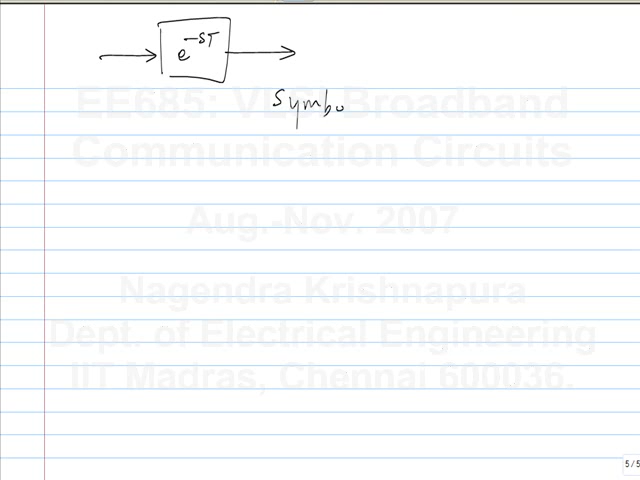 e^-ST
Symbo
EE685: VLSI Broadband
Communication Circuits
Aug.-Nov. 2007
Nagendra Krishnapura
Dept. of Electrical Engineering
IIT Madras, Chennai 600036.
5/5